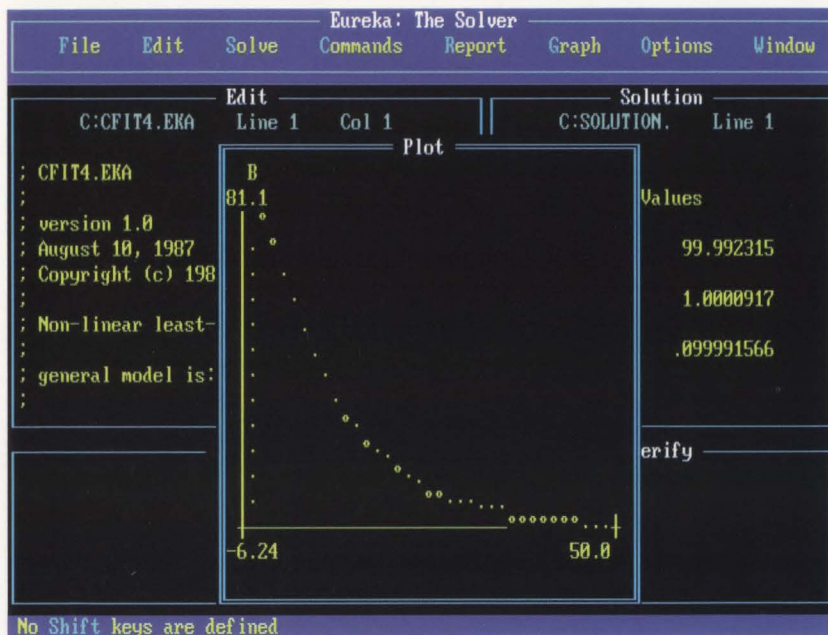 Eureka: The Solver
File Edit Solve Commands Report Graph Options Window
Edit
C:CFIT4.EKA Line 1 Col 1
; CFIT4.EKA
;
; version 1.0
; August 10, 1987
; Copyright (c) 198
;
; Non-linear least-
;
; general model is:
;
Solution
C:SOLUTION. Line 1
Values
99.992315
1.0000917
.099991566
erify
Plot
B
81.1
-6.24 50.0
No Shift keys are defined